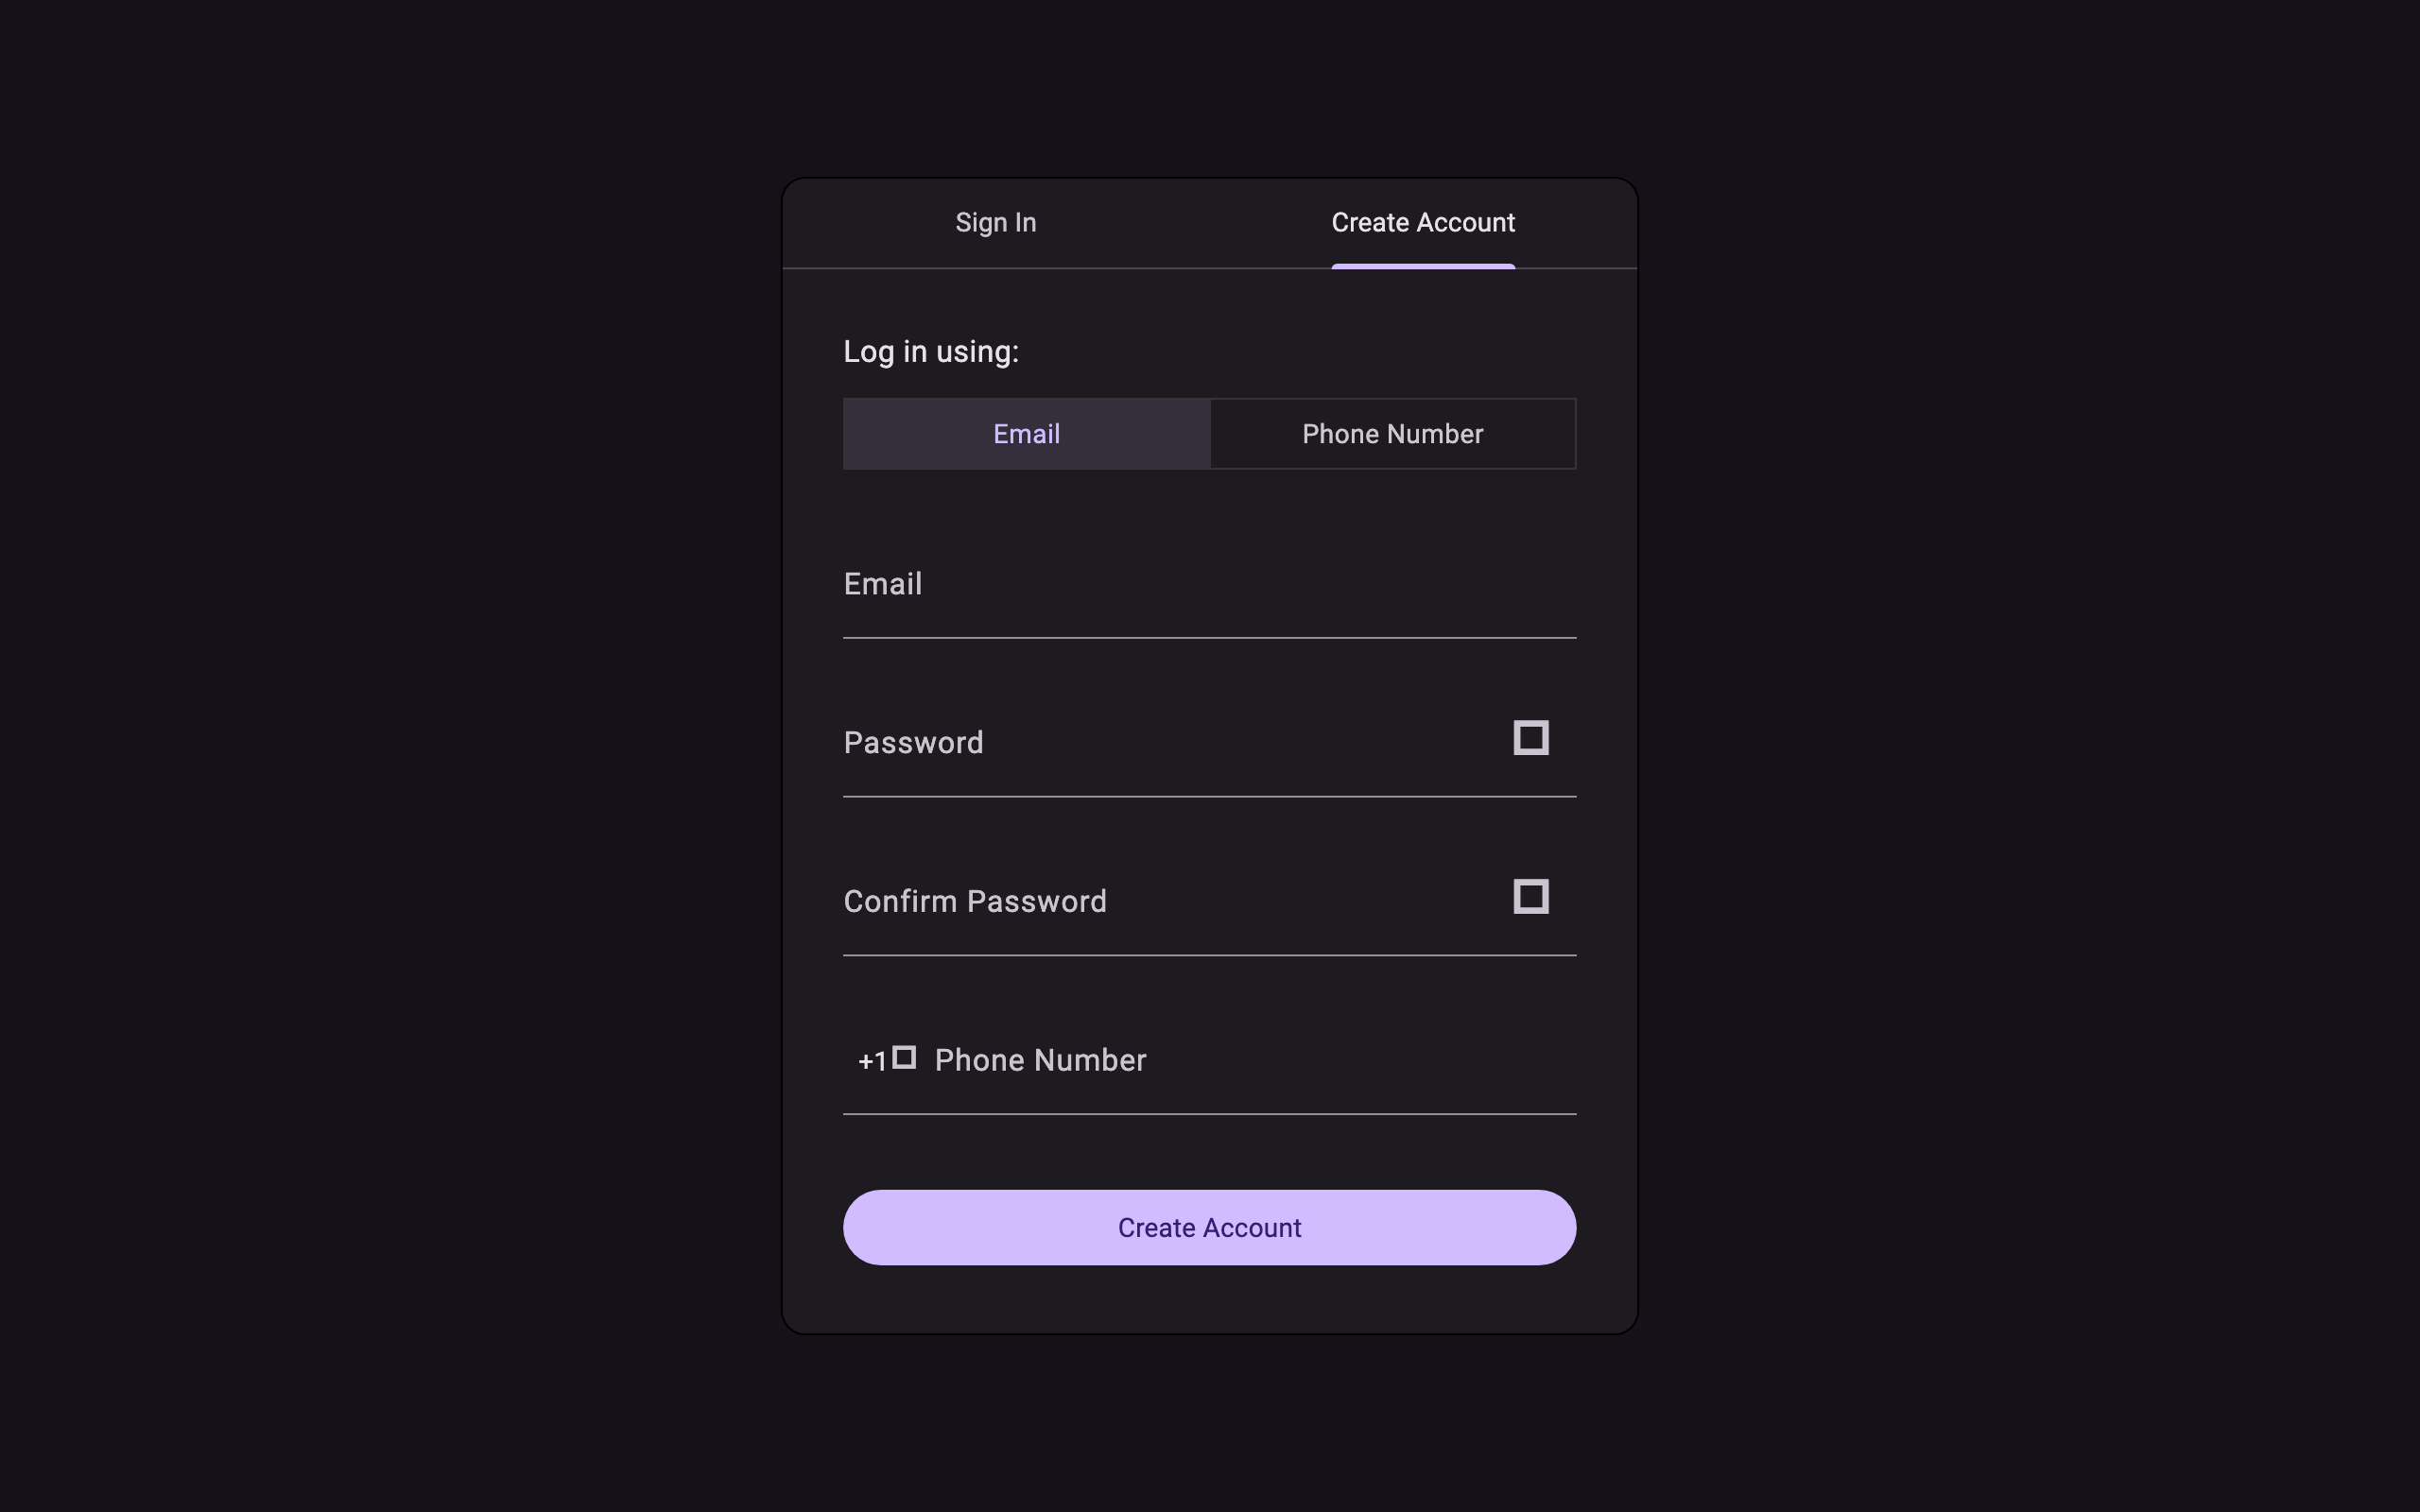 Sign In
Create Account
Log in using:
Email
Phone Number
Email
Password
Confirm Password
+1 Phone Number
Create Account